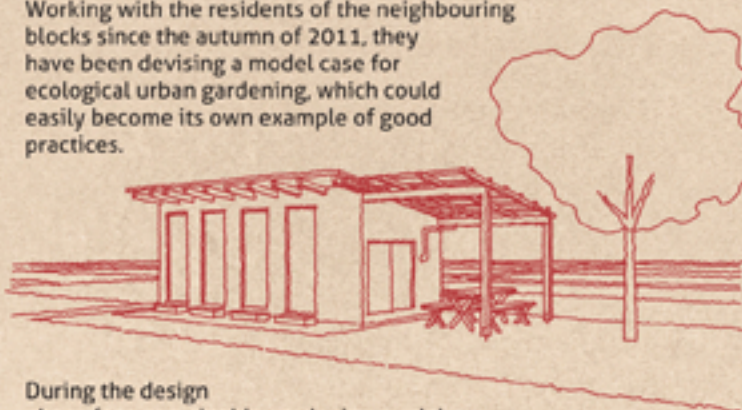 Working with the residents of the neighbouring
blocks since the autumn of 2011, they
have been devising a model case for
ecological urban gardening, which could
easily become its own example of good
practices.
During the design